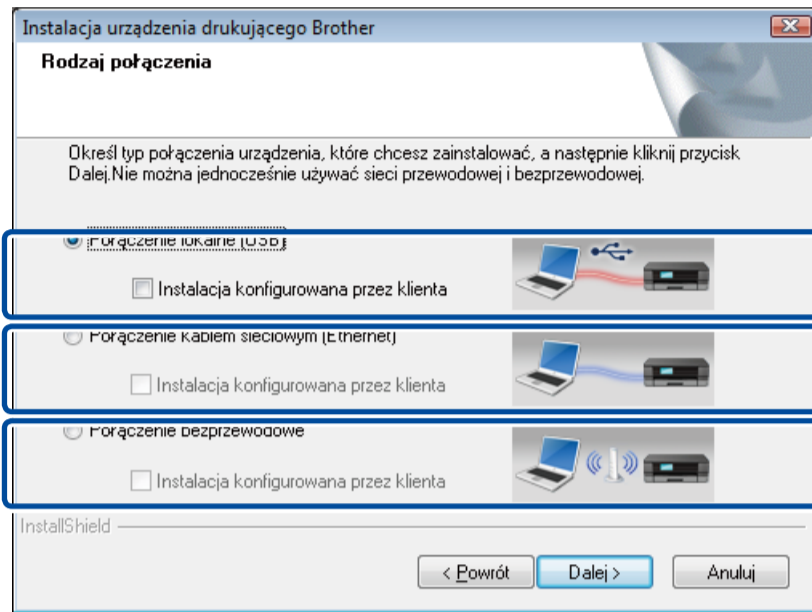 Instalacja urządzenia drukującego Brother
Rodzaj połączenia
Określ typ połączenia urządzenia, które chcesz zainstalować, a następnie kliknij przycisk
Dalej.Nie można jednocześnie używać sieci przewodowej i bezprzewodowej.
Połączenie lokalne (USB)
Instalacja konfigurowana przez klienta
Połączenie kablem sieciowym (Ethernet)
Instalacja konfigurowana przez klienta
Połączenie bezprzewodowe
Instalacja konfigurowana przez klienta
InstallShield
< Powrót Dalej > Anuluj